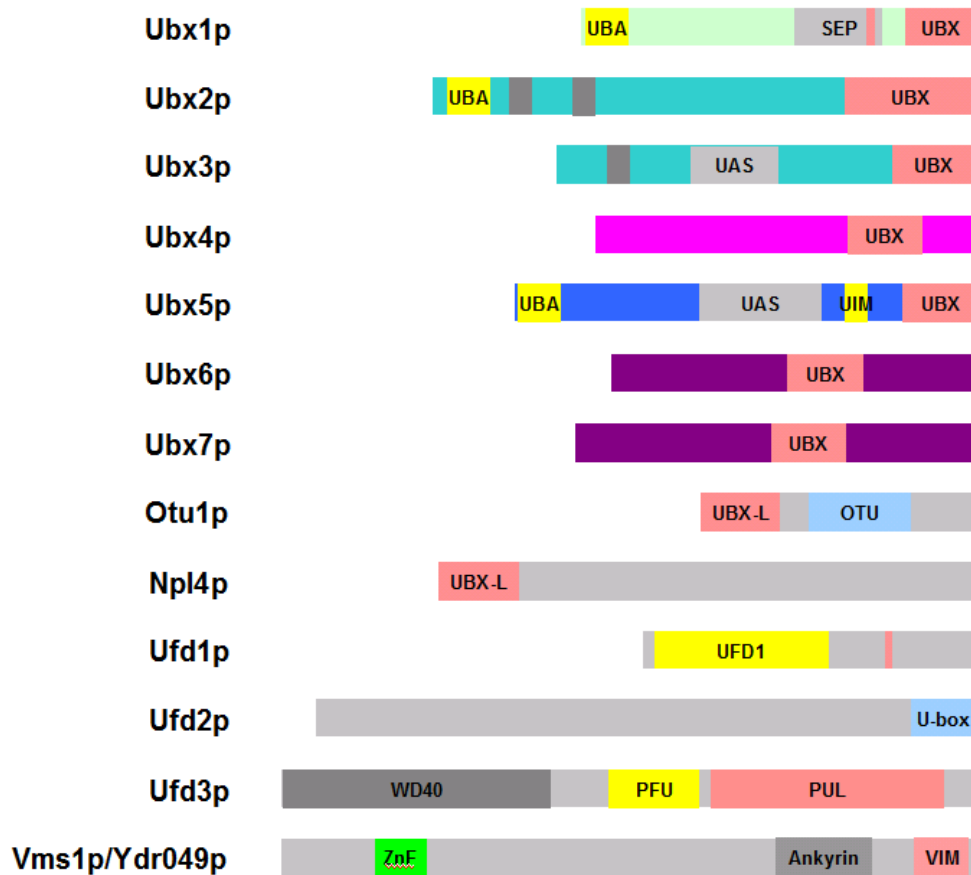 Ubx1p UBA SEP UBX
Ubx2p UBA UBX
Ubx3p UAS UBX
Ubx4p UBX
Ubx5p UBA UAS UIM UBX
Ubx6p UBX
Ubx7p UBX
Otu1p UBX-L OTU
Npl4p UBX-L
Ufd1p UFD1
Ufd2p U-box
Ufd3p WD40 PFU PUL
Vms1p/Ydr049p ZnF Ankyrin VIM